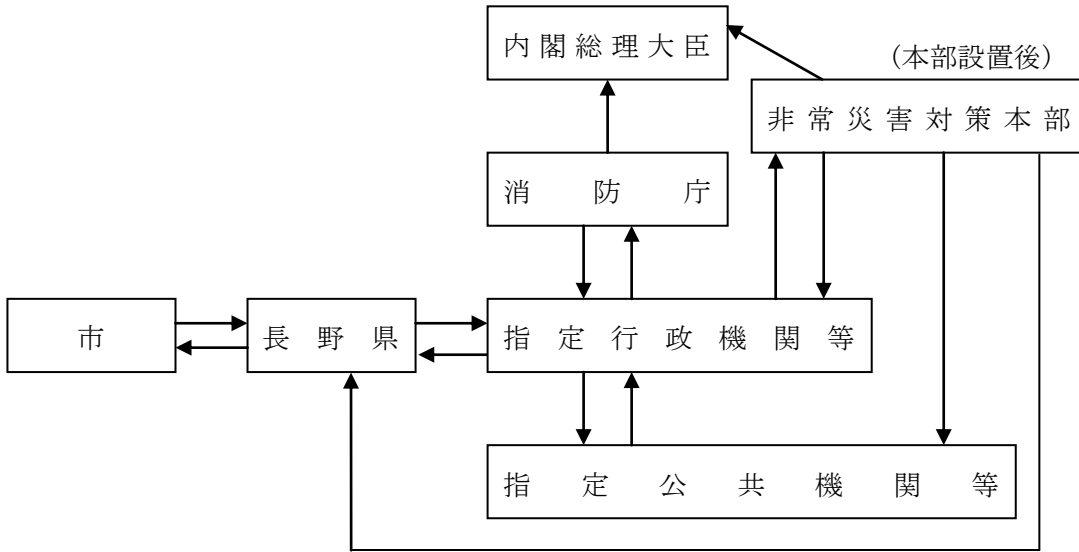 内閣総理大臣
（本部設置後）
非常災害対策本部
消防庁
市
長野県
指定行政機関等
指定公共機関等